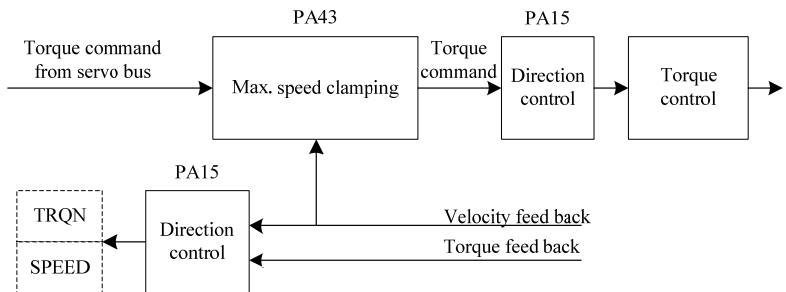 PA43
PA15
Torque command
from servo bus
Max. speed clamping
Torque
command
Direction
control
Torque
control
PA15
TRQN
SPEED
Direction
control
Velocity feed back
Torque feed back